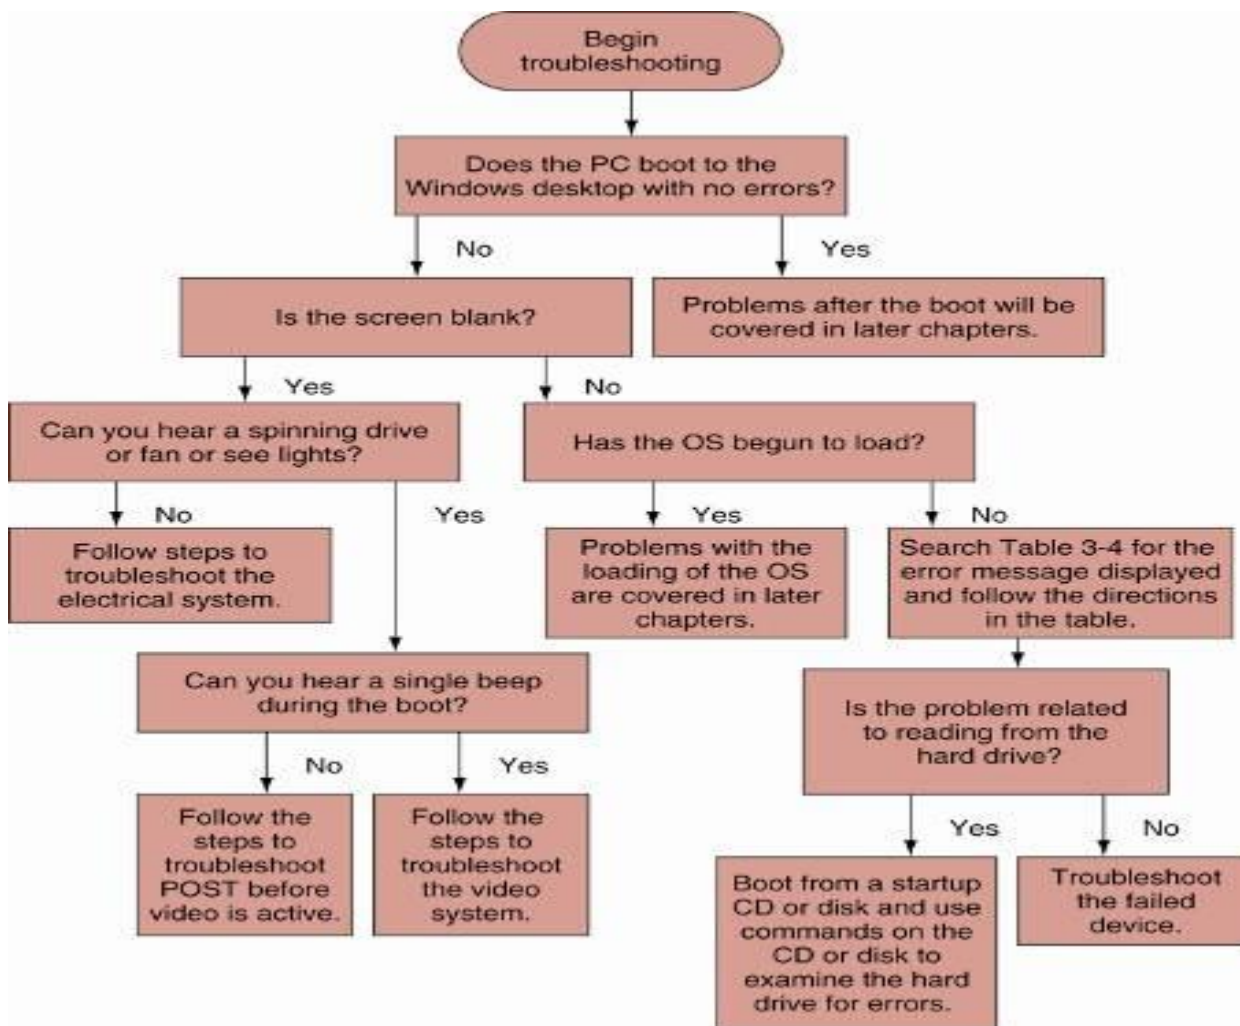 Begin
troubleshooting
Does the PC boot to the
Windows desktop with no errors?
No
Yes
Is the screen blank?
Problems after the boot will be
covered in later chapters.
Yes
No
Can you hear a spinning drive
or fan or see lights?
Has the OS begun to load?
No
Yes
Yes
No
Follow steps to
troubleshoot the
electrical system.
Problems with the
loading of the OS
are covered in later
chapters.
Search Table 3-4 for the
error message displayed
and follow the directions
in the table.
Can you hear a single beep
during the boot?
Is the problem related
to reading from the
hard drive?
No
Yes
Follow the
steps to
troubleshoot
POST before
video is active.
Follow the
steps to
troubleshoot
the video
system.
Yes
No
Boot from a startup
CD or disk and use
commands on the
CD or disk to
examine the hard
drive for errors.
Troubleshoot
the failed
device.